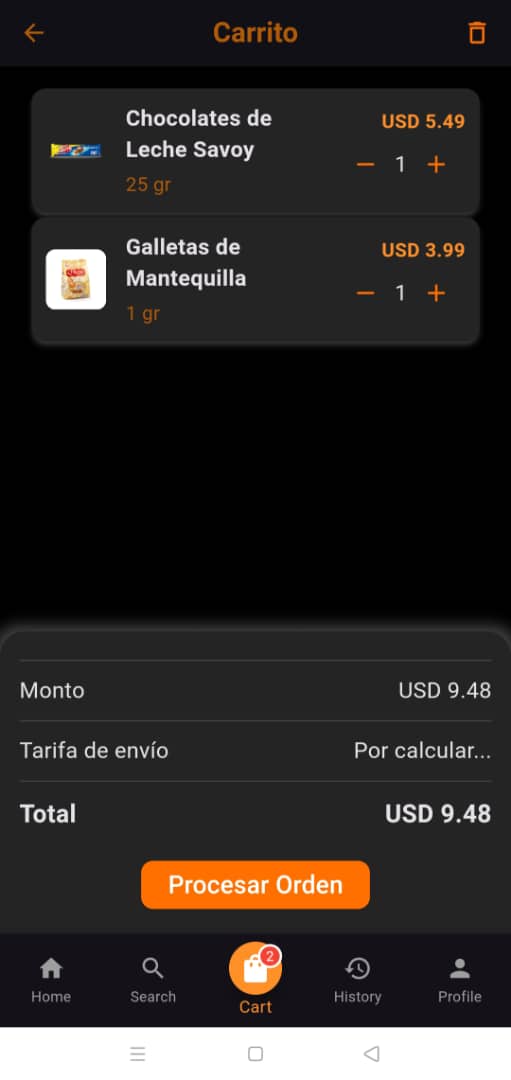 Carrito
Chocolates de
Leche Savoy
25 gr
USD 5.49
1
Galletas de
Mantequilla
1 gr
USD 3.99
1
Monto
USD 9.48
Tarifa de envío
Por calcular...
Total
USD 9.48
Procesar Orden
2
Home
Search
Cart
History
Profile